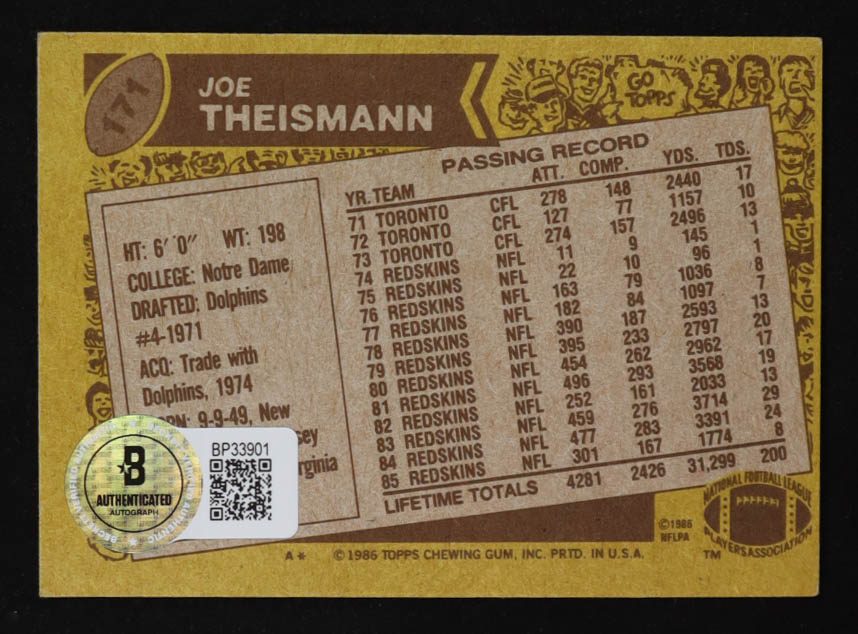 171
JOE
THEISMANN
GO
TOPPS
HT: 6' 0" WT: 198
COLLEGE: Notre Dame
DRAFTED: Dolphins
#4-1971
ACQ: Trade with
Dolphins, 1974
9-9-49, New
PASSING RECORD
YR. TEAM ATT. COMP. YDS. TDS.
71 TORONTO CFL 278 148 2440 17
72 TORONTO CFL 127 77 1157 10
73 TORONTO CFL 274 157 2496 13
74 REDSKINS NFL 11 9 145 1
75 REDSKINS NFL 22 10 96 1
76 REDSKINS NFL 163 79 1036 8
77 REDSKINS NFL 182 84 1097 7
78 REDSKINS NFL 390 187 2593 13
79 REDSKINS NFL 395 233 2797 20
80 REDSKINS NFL 454 262 2962 17
81 REDSKINS NFL 496 293 3568 19
82 REDSKINS NFL 252 161 2033 13
83 REDSKINS NFL 459 276 3714 29
84 REDSKINS NFL 477 283 3391 24
85 REDSKINS NFL 301 167 1774 8
LIFETIME TOTALS 4281 2426 31,299 200
B
AUTHENTICATED
AUTOGRAPH
BP33901
A* © 1986 TOPPS CHEWING GUM, INC. PRTD. IN U.S.A.
©1986
NFLPA
NATIONAL FOOTBALL LEAGUE
PLAYERS ASSOCIATION
TM